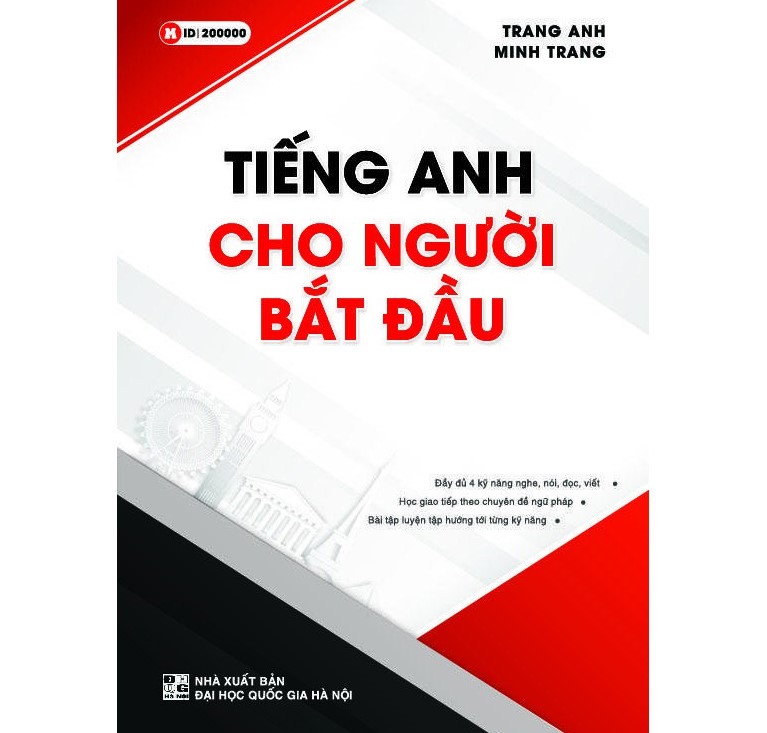 ID|200000
TRANG ANH
MINH TRANG
TIẾNG ANH
CHO NGƯỜI
BẮT ĐẦU
Đầy đủ 4 kỹ năng nghe, nói, đọc, viết
Học giao tiếp theo chuyên đề ngữ pháp
Bài tập luyện tập hướng tới từng kỹ năng
NHÀ XUẤT BẢN
ĐẠI HỌC QUỐC GIA HÀ NỘI